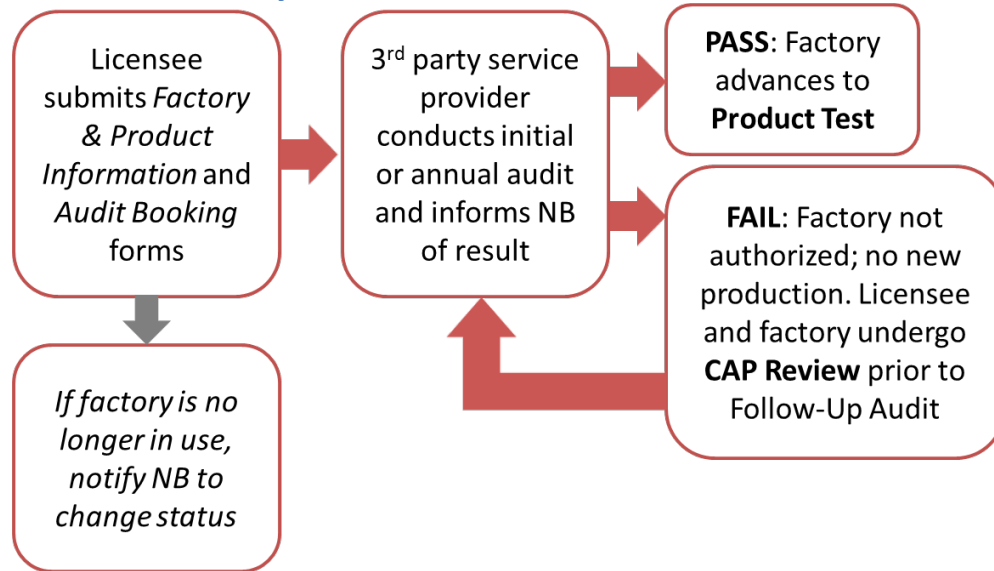 Licensee
submits Factory
& Product
Information and
Audit Booking
forms
3rd party service
provider
conducts initial
or annual audit
and informs NB
of result
PASS: Factory
advances to
Product Test
FAIL: Factory not
authorized; no new
production. Licensee
and factory undergo
CAP Review prior to
Follow-Up Audit
If factory is no
longer in use,
notify NB to
change status